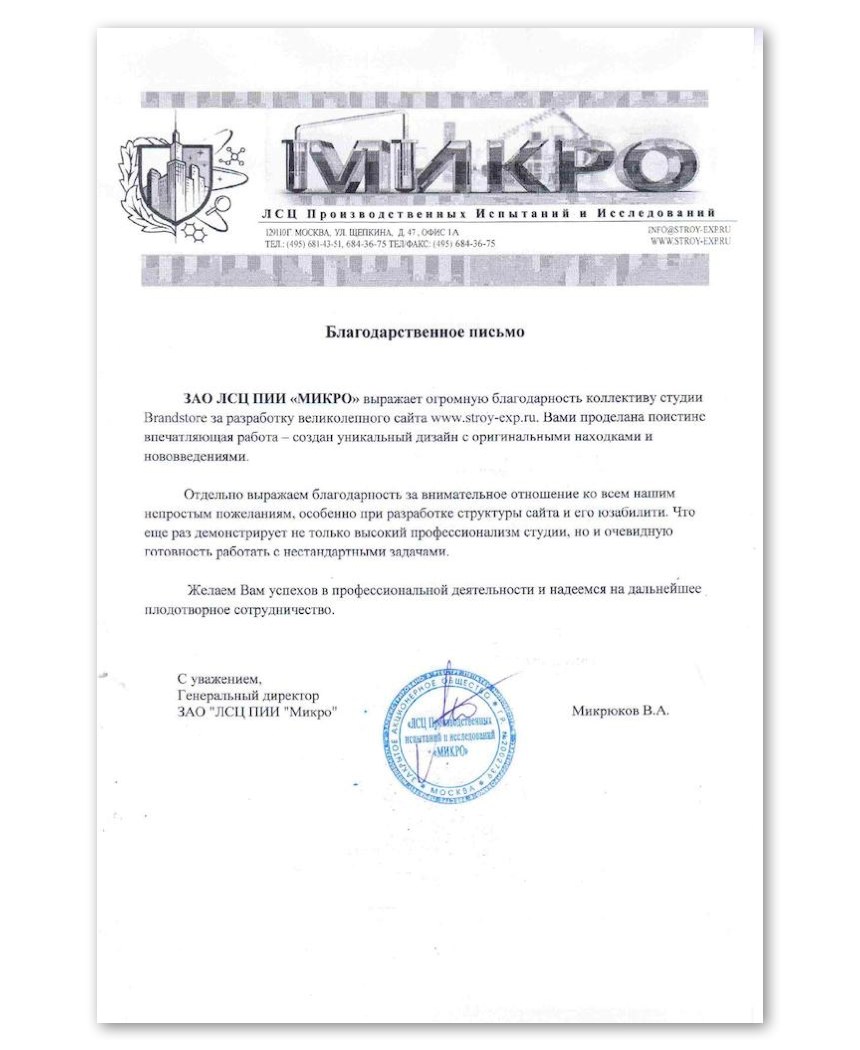 МИКРО
ЛСЦ Производственных Испытаний и Исследований
129110Г. МОСКВА, УЛ. ЩЕПКИНА, Д. 47, ОФИС 1А
ТЕЛ.: (495) 681-43-51, 684-36-75 ТЕЛ/ФАКС: (495) 684-36-75
INFO@STROY-EXP.RU
WWW.STROY-EXP.RU
Благодарственное письмо
ЗАО ЛСЦ ПИИ «МИКРО» выражает огромную благодарность коллективу студии
Brandstore за разработку великолепного сайта www.stroy-exp.ru. Вами проделана поистине
впечатляющая работа – создан уникальный дизайн с оригинальными находками и
нововведениями.
Отдельно выражаем благодарность за внимательное отношение ко всем нашим
непростым пожеланиям, особенно при разработке структуры сайта и его юзабилити. Что
еще раз демонстрирует не только высокий профессионализм студии, но и очевидную
готовность работать с нестандартными задачами.
Желаем Вам успехов в профессиональной деятельности и надеемся на дальнейшее
плодотворное сотрудничество.
С уважением,
Генеральный директор
ЗАО "ЛСЦ ПИИ "Микро"
Микрюков В.А.
ЗАКРЫТОЕ АКЦИОНЕРНОЕ ОБЩЕСТВО
МОСКВА
«ЛСЦ Производственных
испытаний и исследований
«МИКРО»